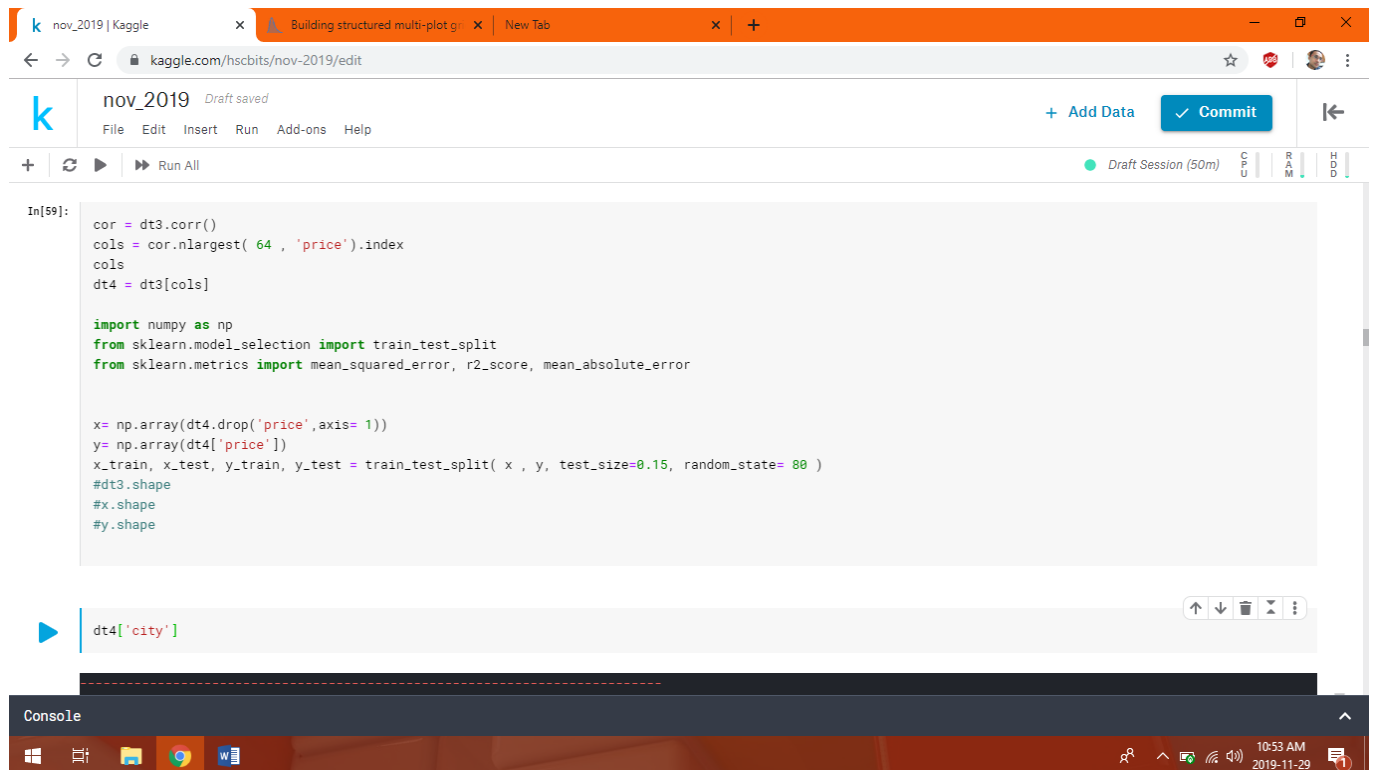 nov_2019 | Kaggle
Building structured multi-plot gr
New Tab
kaggle.com/hscbits/nov-2019/edit
k
nov_2019 Draft saved
File Edit Insert Run Add-ons Help
+ Add Data
Commit
Run All
Draft Session (50m)
CPU
RAM
HDD
In[59]:
cor = dt3.corr()
cols = cor.nlargest( 64 , 'price').index
cols
dt4 = dt3[cols]
import numpy as np
from sklearn.model_selection import train_test_split
from sklearn.metrics import mean_squared_error, r2_score, mean_absolute_error
x= np.array(dt4.drop('price',axis= 1))
y= np.array(dt4['price'])
x_train, x_test, y_train, y_test = train_test_split( x , y, test_size=0.15, random_state= 80 )
#dt3.shape
#x.shape
#y.shape
dt4['city']
---------------------------------------------------------------------------
Console
10:53 AM
2019-11-29
1